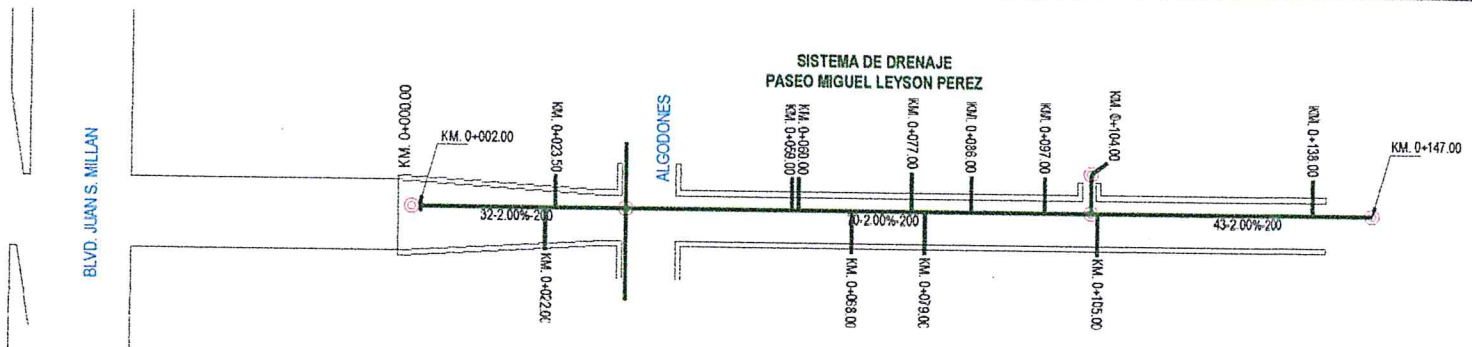 SISTEMA DE DRENAJE
PASEO MIGUEL LEYSON PEREZ
BLVD. JUAN S. MILLAN
KM. 0+000.00
KM. 0+002.00
KM. 0+023.50
ALGODONES
KM. 0+059.00
KM. 0+060.00
KM. 0+077.00
KM. 0+086.00
KM. 0+097.00
KM. 0+104.00
KM. 0+138.00
KM. 0+147.00
32-2.00%-200
70-2.00%-200
43-2.00%-200
KM. 0+022.00
KM. 0+068.00
KM. 0+079.00
KM. 0+105.00